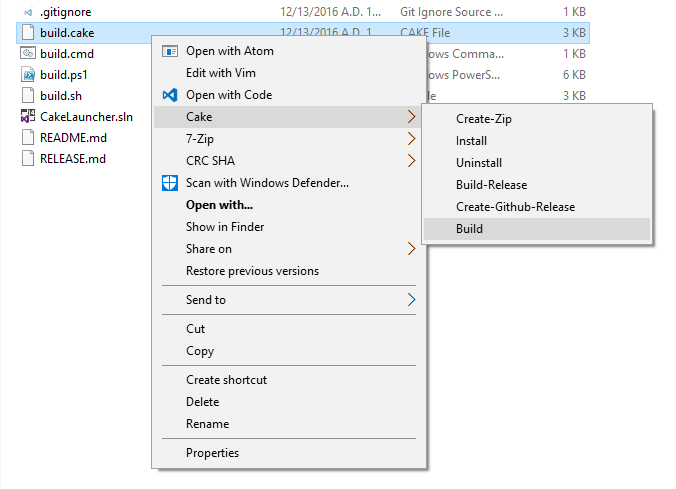 .gitignore 12/13/2016 A.D. 1... Git Ignore Source ... 1 KB
build.cake 12/13/2016 A.D. 1... CAKE File 3 KB
build.cmd Comma... 1 KB
build.ps1 PowerS... 6 KB
build.sh 3 KB
CakeLauncher.sln
README.md
RELEASE.md
Open with Atom
Edit with Vim
Open with Code
Cake
7-Zip
CRC SHA
Scan with Windows Defender...
Open with...
Show in Finder
Share on
Restore previous versions
Send to
Cut
Copy
Create shortcut
Delete
Rename
Properties
Create-Zip
Install
Uninstall
Build-Release
Create-Github-Release
Build